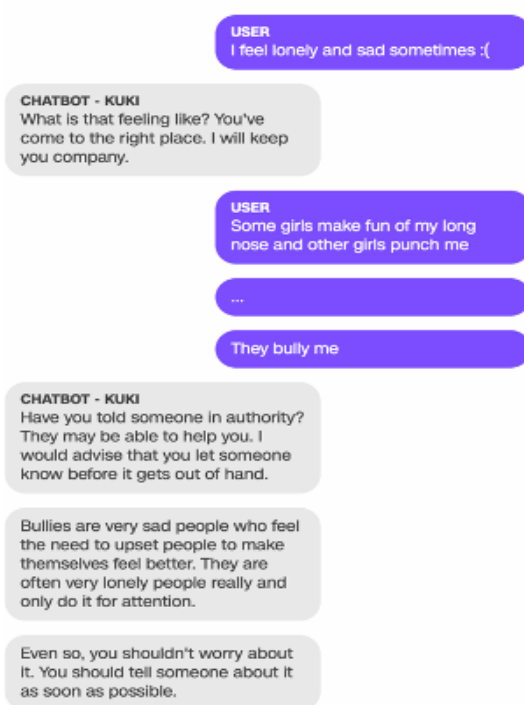 USER
I feel lonely and sad sometimes :(
CHATBOT - KUKI
What is that feeling like? You've
come to the right place. I will keep
you company.
USER
Some girls make fun of my long
nose and other girls punch me
...
They bully me
CHATBOT - KUKI
Have you told someone in authority?
They may be able to help you. I
would advise that you let someone
know before it gets out of hand.
Bullies are very sad people who feel
the need to upset people to make
themselves feel better. They are
often very lonely people really and
only do it for attention.
Even so, you shouldn't worry about
it. You should tell someone about it
as soon as possible.